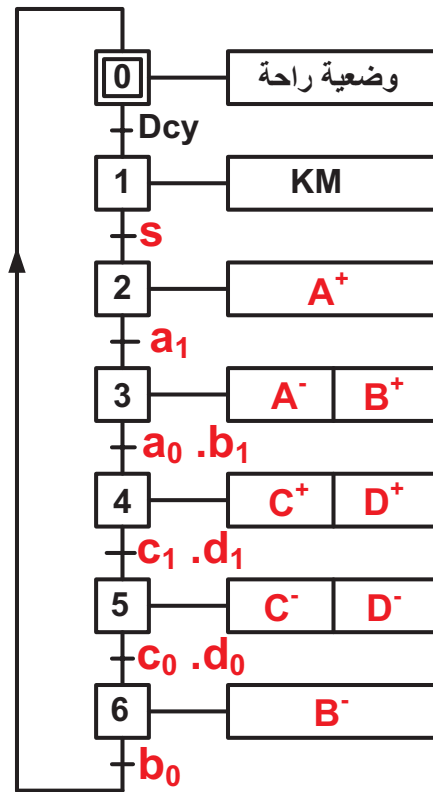 0 وضعية راحة
Dcy
1 KM
s
2 A⁺
a₁
3 A⁻ B⁺
a₀ .b₁
4 C⁺ D⁺
c₁ .d₁
5 C⁻ D⁻
c₀ .d₀
6 B⁻
b₀